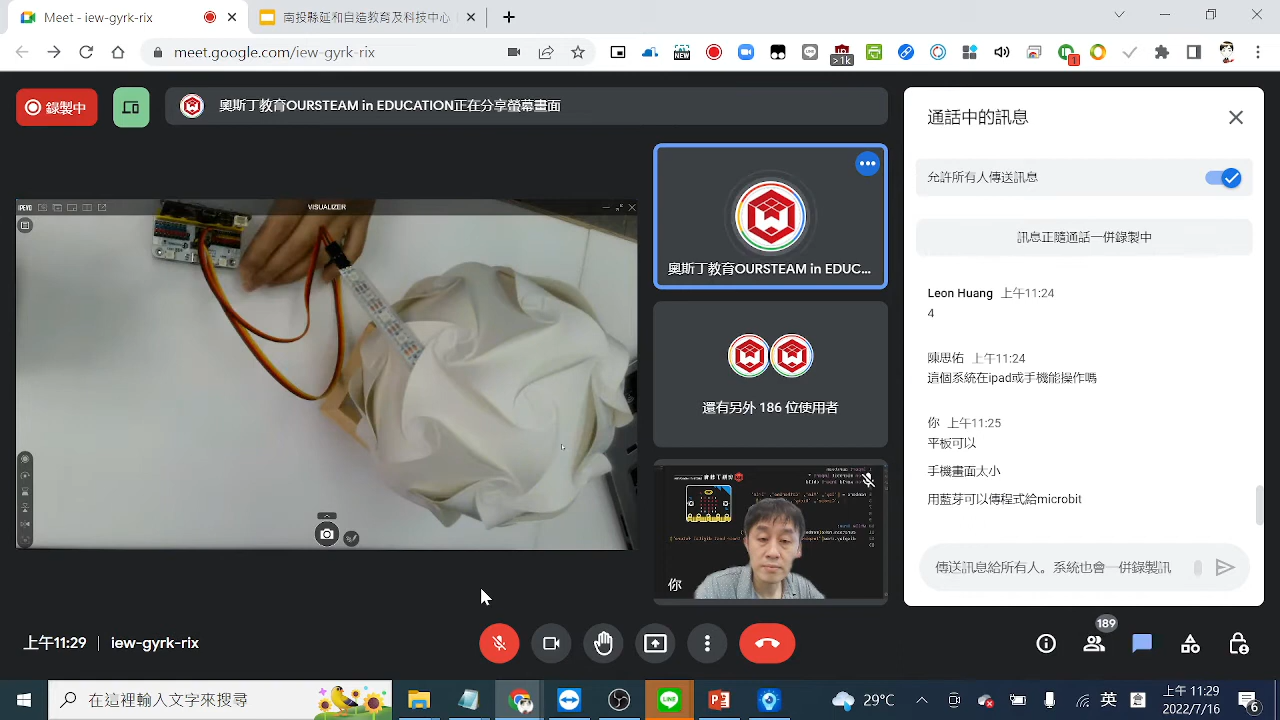 Meet - iew-gyrk-rix
南投縣延和自造教育及科技中心
meet.google.com/iew-gyrk-rix
NEW
>1k
1
錄製中
奧斯丁教育OURSTEAM in EDUCATION正在分享螢幕畫面
IPEVO
VISUALIZER
奧斯丁教育OURSTEAM in EDUC...
還有另外 186 位使用者
你
通話中的訊息
允許所有人傳送訊息
訊息正隨通話一併錄製中
Leon Huang 上午11:24
4
陳思佑 上午11:24
這個系統在ipad或手機能操作嗎
你 上午11:25
平板可以
手機畫面太小
用藍芽可以傳程式給microbit
傳送訊息給所有人。系統也會一併錄製訊
上午11:29 | iew-gyrk-rix
189
在這裡輸入文字來搜尋
LINE
29°C
英
上午 11:29
2022/7/16
6